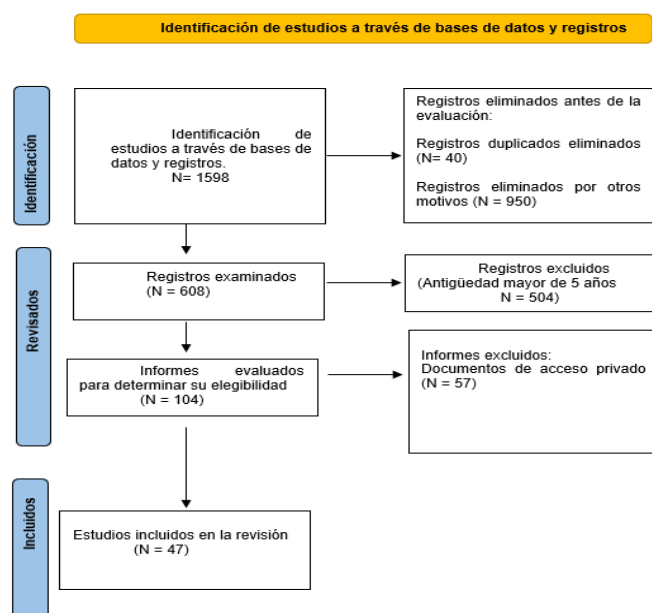 Identificación de estudios a través de bases de datos y registros
Identificación
Identificación de
estudios a través de bases de
datos y registros.
N= 1598
Registros eliminados antes de la
evaluación:
Registros duplicados eliminados
(N= 40)
Registros eliminados por otros
motivos (N = 950)
Revisados
Registros examinados
(N = 608)
Registros excluidos
(Antigüedad mayor de 5 años
N = 504)
Informes evaluados
para determinar su elegibilidad
(N = 104)
Informes excluidos:
Documentos de acceso privado
(N = 57)
Incluidos
Estudios incluidos en la revisión
(N = 47)